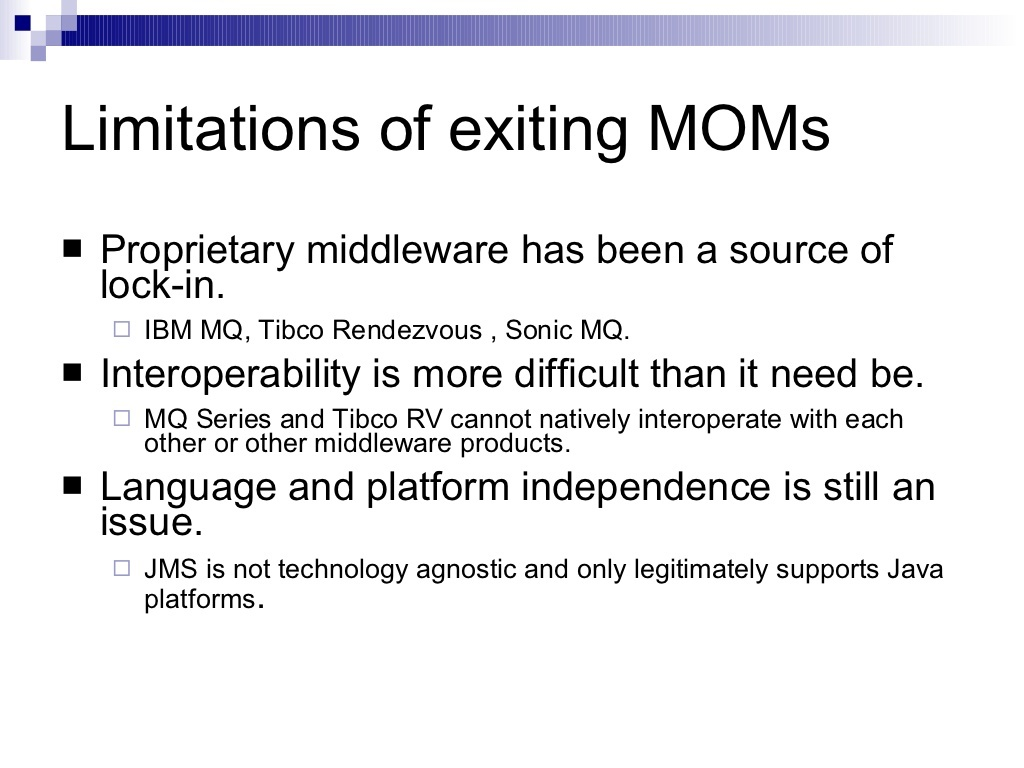 Limitations of exiting MOMs
Proprietary middleware has been a source of
lock-in.
IBM MQ, Tibco Rendezvous , Sonic MQ.
Interoperability is more difficult than it need be.
MQ Series and Tibco RV cannot natively interoperate with each
other or other middleware products.
Language and platform independence is still an
issue.
JMS is not technology agnostic and only legitimately supports Java
platforms.